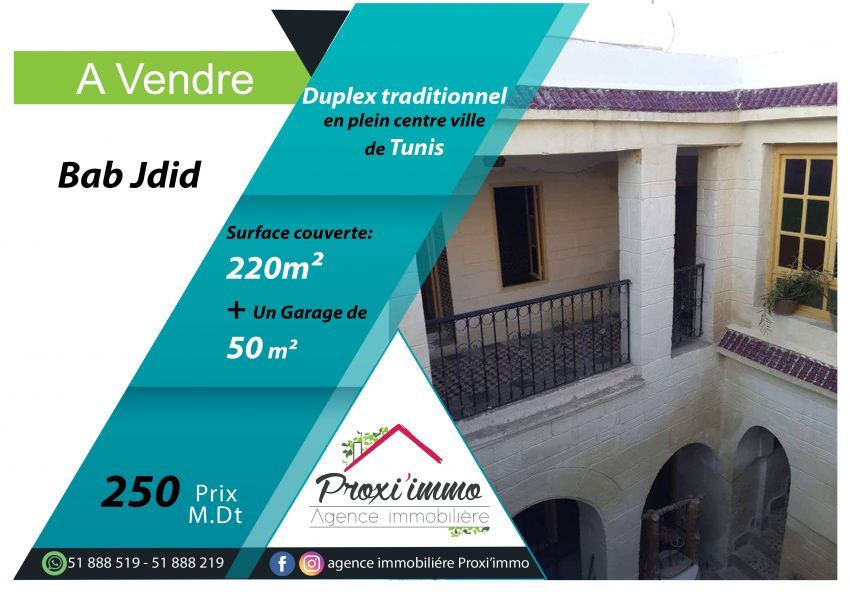 A Vendre
Duplex traditionnel
en plein centre ville
de Tunis
Bab Jdid
Surface couverte:
220m²
+ Un Garage de
50 m²
250 Prix
M.Dt
Proxi'immo
Agence immobilière
51 888 519 - 51 888 219
agence immobiliére Proxi'immo